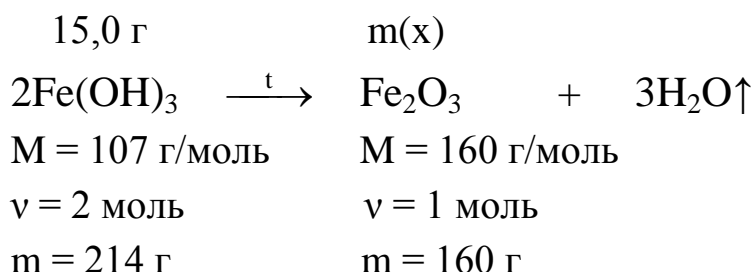 15,0 г m(x)
2Fe(OH)₃ —t→ Fe₂O₃ + 3H₂O↑
M = 107 г/моль M = 160 г/моль
ν = 2 моль ν = 1 моль
m = 214 г m = 160 г